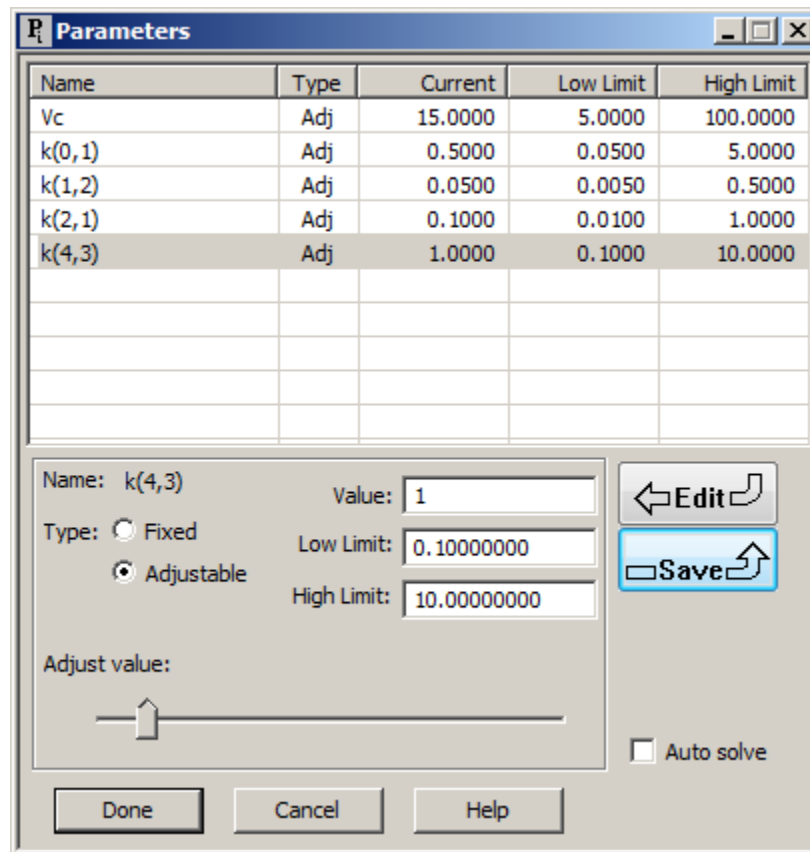 Parameters
Name Type Current Low Limit High Limit
Vc Adj 15.0000 5.0000 100.0000
k(0,1) Adj 0.5000 0.0500 5.0000
k(1,2) Adj 0.0500 0.0050 0.5000
k(2,1) Adj 0.1000 0.0100 1.0000
k(4,3) Adj 1.0000 0.1000 10.0000
Name: k(4,3)
Value: 1
Type: Fixed
Adjustable
Low Limit: 0.10000000
High Limit: 10.00000000
Adjust value:
Edit
Save
Auto solve
Done Cancel Help